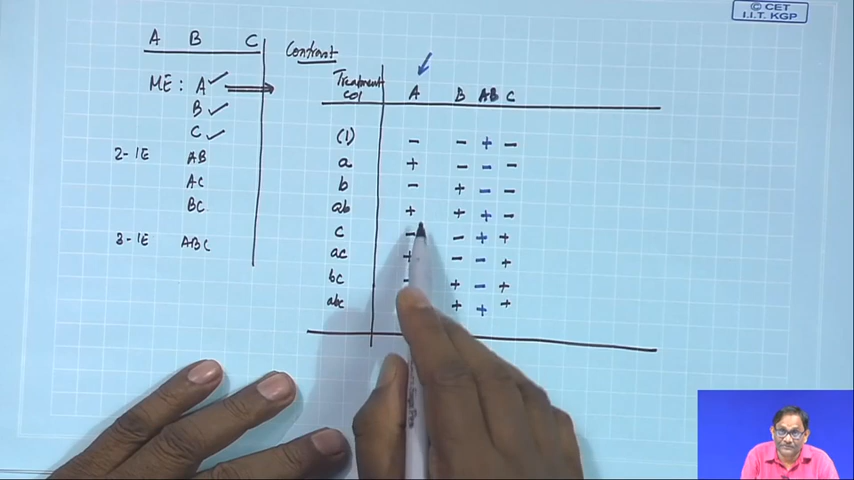 © CET
I.I.T. KGP
A B C
ME : A ✓
B ✓
C ✓
2-IE AB
AC
BC
3-IE ABC
Contrast
Treatment
A B AB C
(1) - - + -
a + - - -
b - + - -
ab + + + -
c - - + +
ac + - - +
bc - + - +
abc + + +